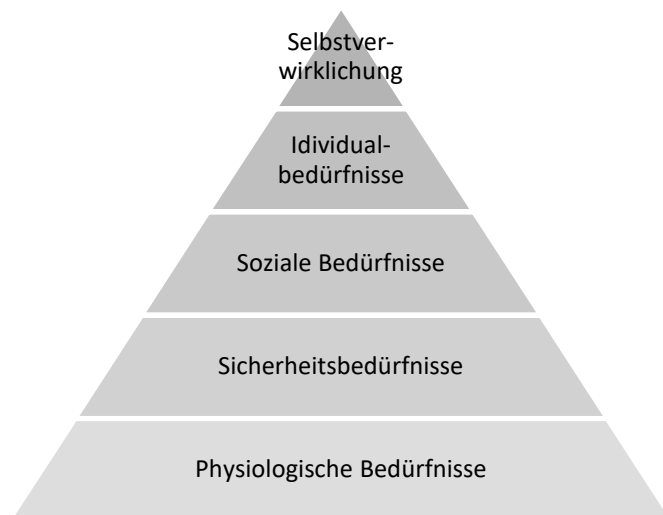 Selbstver-
wirklichung
Idividual-
bedürfnisse
Soziale Bedürfnisse
Sicherheitsbedürfnisse
Physiologische Bedürfnisse